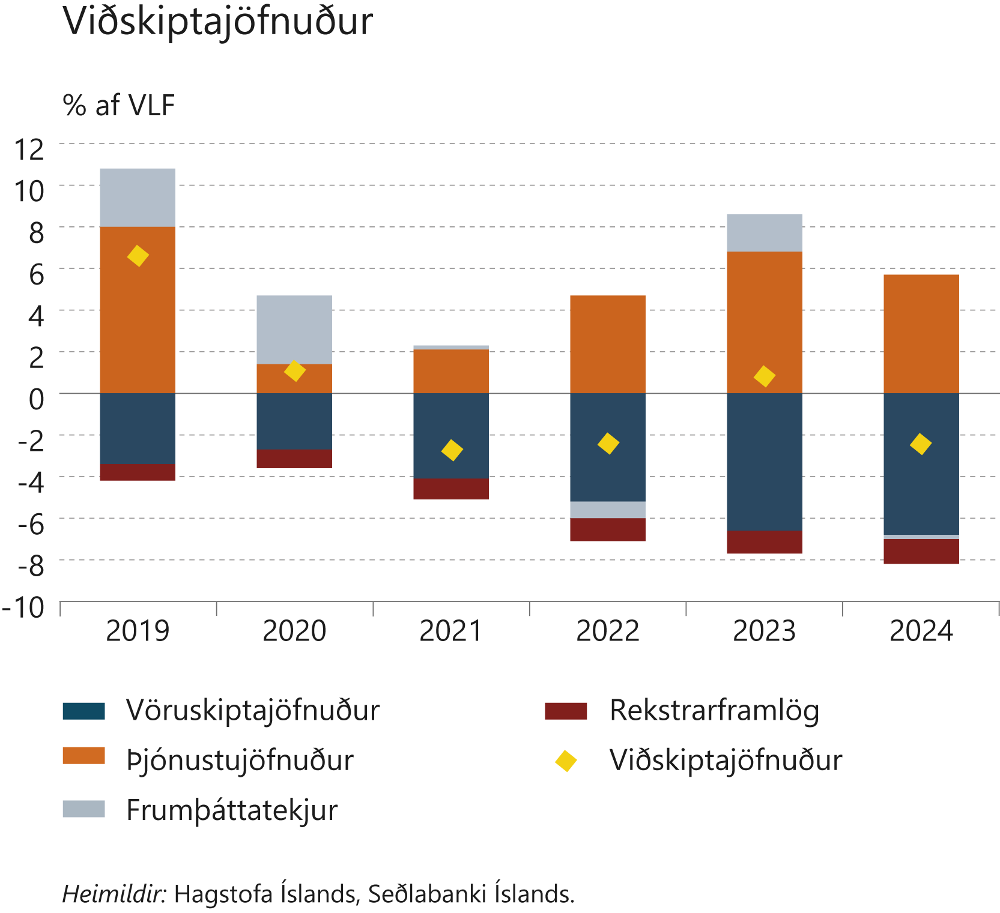 Viðskiptajöfnuður
% af VLF
12
10
8
6
4
2
0
-2
-4
-6
-8
-10
2019 2020 2021 2022 2023 2024
Vöruskiptajöfnuður
Þjónustujöfnuður
Frumþáttatekjur
Rekstrarframlög
Viðskiptajöfnuður
Heimildir: Hagstofa Íslands, Seðlabanki Íslands.